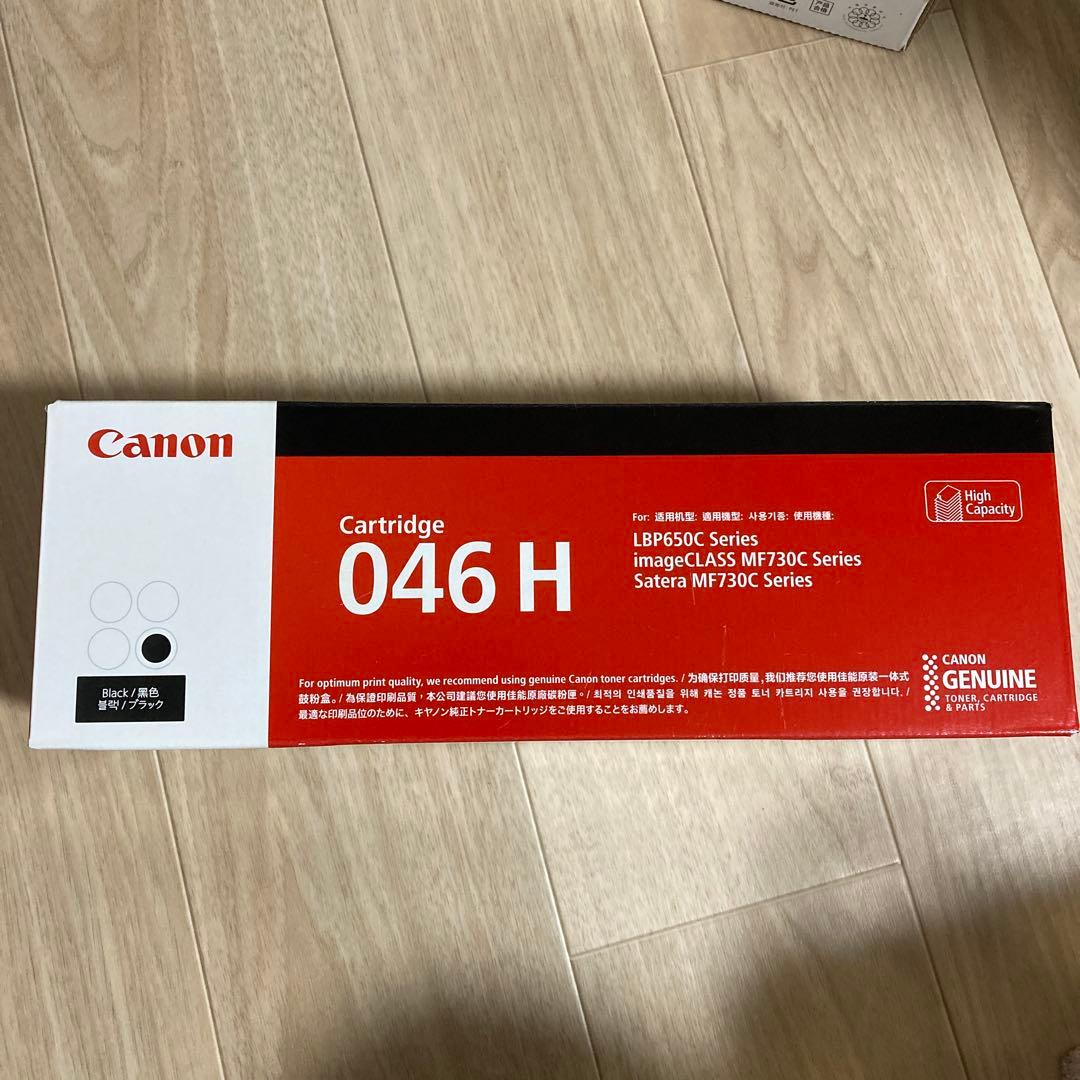 产品
合格
Canon
Cartridge
046 H
For: 适用机型: 適用機型: 사용기종: 使用機種:
LBP650C Series
imageCLASS MF730C Series
Satera MF730C Series
High
Capacity
Black / 黑色
블랙 / ブラック
For optimum print quality, we recommend using genuine Canon toner cartridges. / 为确保打印质量,我们推荐您使用佳能原装一体式
鼓粉盒。/ 為保證印刷品質,本公司建議您使用佳能原廠碳粉匣。/ 최적의 인쇄품질을 위해 캐논 정품 토너 카트리지 사용을 권장합니다. /
最適な印刷品位のために、キヤノン純正トナーカートリッジをご使用することをお薦めします。
CANON
GENUINE
TONER, CARTRIDGE
& PARTS